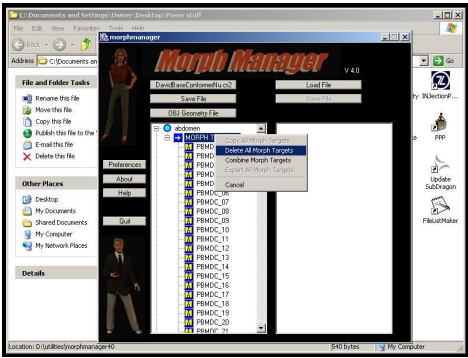 C:\Documents and Settings\Owner\Desktop\Poser stuff
File Edit View Favorites Tools Help
morphmanager
Back
Address C:\Documents an
Go
Morph Manager
V 4.0
DavidBaseConformerNu.cr2
Load File
Save File
Save File
OBJ Geometry File
File and Folder Tasks
Rename this file
Move this file
Copy this file
Publish this file to the
E-mail this file
Delete this file
Other Places
Desktop
My Documents
Shared Documents
My Computer
My Network Places
Details
Preferences
About
Help
Quit
abdomen
MORPH T
PBMD
PBMD
PBMD
PBMD
PBMD
PBMDC_06
PBMDC_07
PBMDC_08
PBMDC_09
PBMDC_10
PBMDC_11
PBMDC_12
PBMDC_13
PBMDC_14
PBMDC_15
PBMDC_16
PBMDC_17
PBMDC_18
PBMDC_19
PBMDC_20
PBMDC_21
Copy All Morph Targets
Delete All Morph Targets
Combine Morph Targets
Export All Morph Targets
Cancel
ty INJectionP...
PPP
Update
SubDragon
FileListMaker
Location: D:\utilities\morphmanager40
540 bytes
My Computer